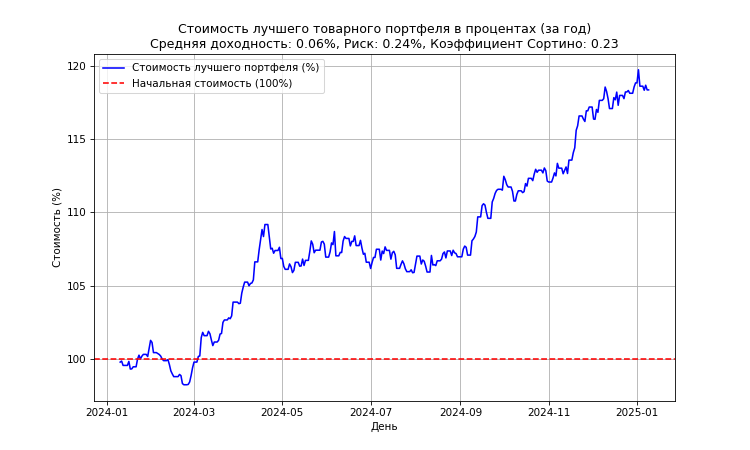 Стоимость лучшего товарного портфеля в процентах (за год)
Средняя доходность: 0.06%, Риск: 0.24%, Коэффициент Сортино: 0.23
Стоимость лучшего портфеля (%)
Начальная стоимость (100%)
Стоимость (%)
120
115
110
105
100
2024-01
2024-03
2024-05
2024-07
2024-09
2024-11
2025-01
День